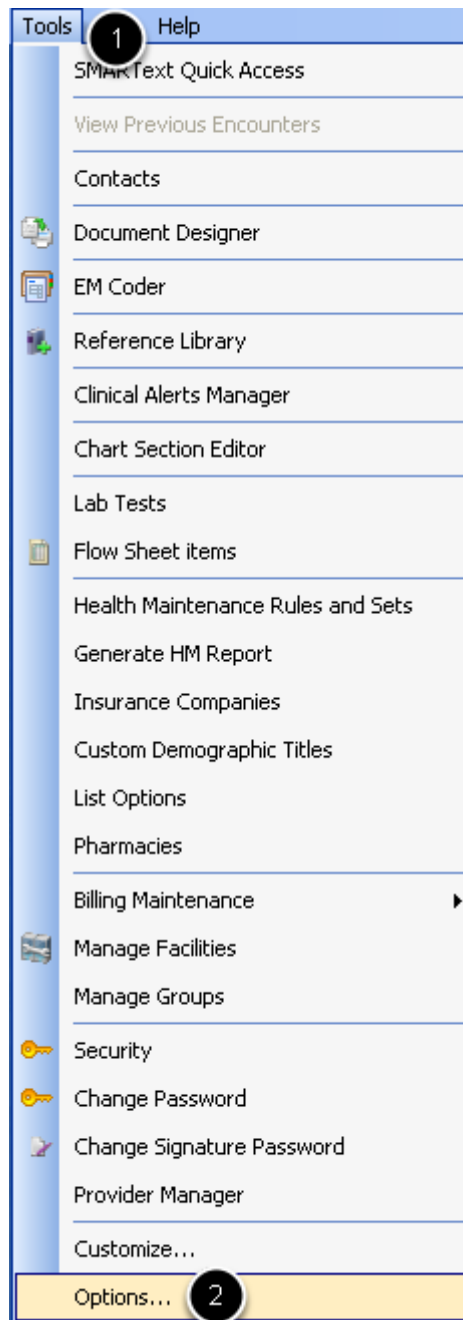 Tools 1 Help
SMARText Quick Access
View Previous Encounters
Contacts
Document Designer
EM Coder
Reference Library
Clinical Alerts Manager
Chart Section Editor
Lab Tests
Flow Sheet items
Health Maintenance Rules and Sets
Generate HM Report
Insurance Companies
Custom Demographic Titles
List Options
Pharmacies
Billing Maintenance
Manage Facilities
Manage Groups
Security
Change Password
Change Signature Password
Provider Manager
Customize...
Options... 2